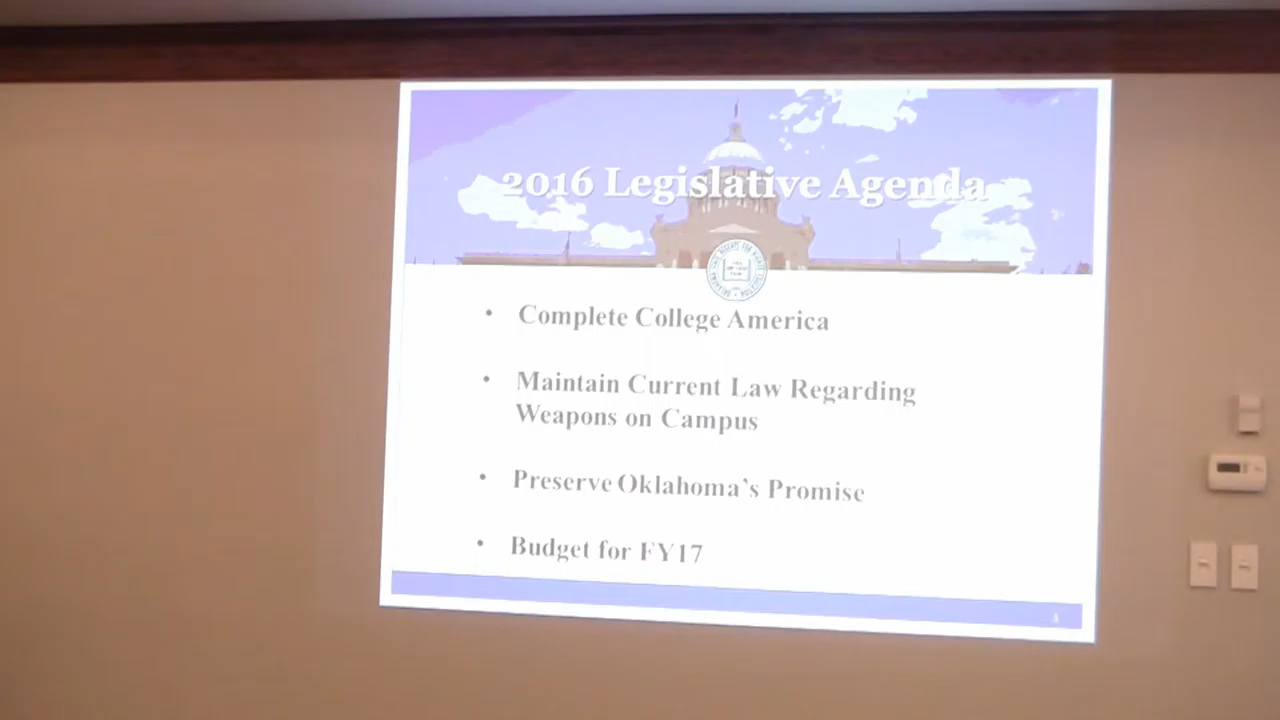 2016 Legislative Agenda
• Complete College America
• Maintain Current Law Regarding
Weapons on Campus
• Preserve Oklahoma's Promise
• Budget for FY17